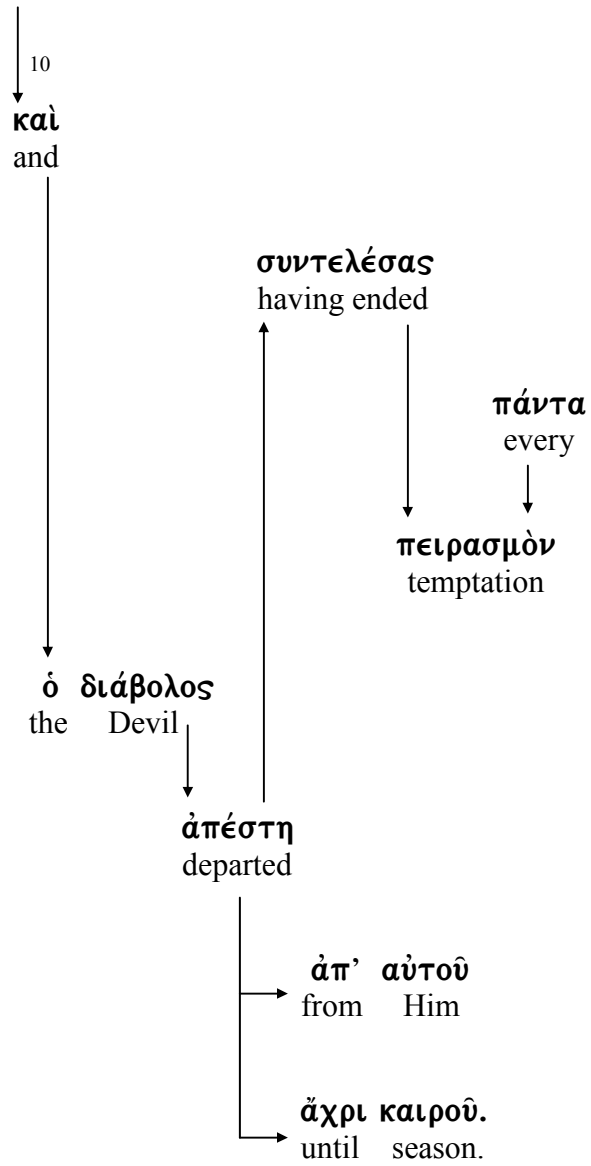 10
καὶ
and
συντελέσας
having ended
πάντα
every
πειρασμὸν
temptation
ὁ διάβολος
the Devil
ἀπέστη
departed
ἀπ’ αὐτοῦ
from Him
ἄχρι καιροῦ.
until season.